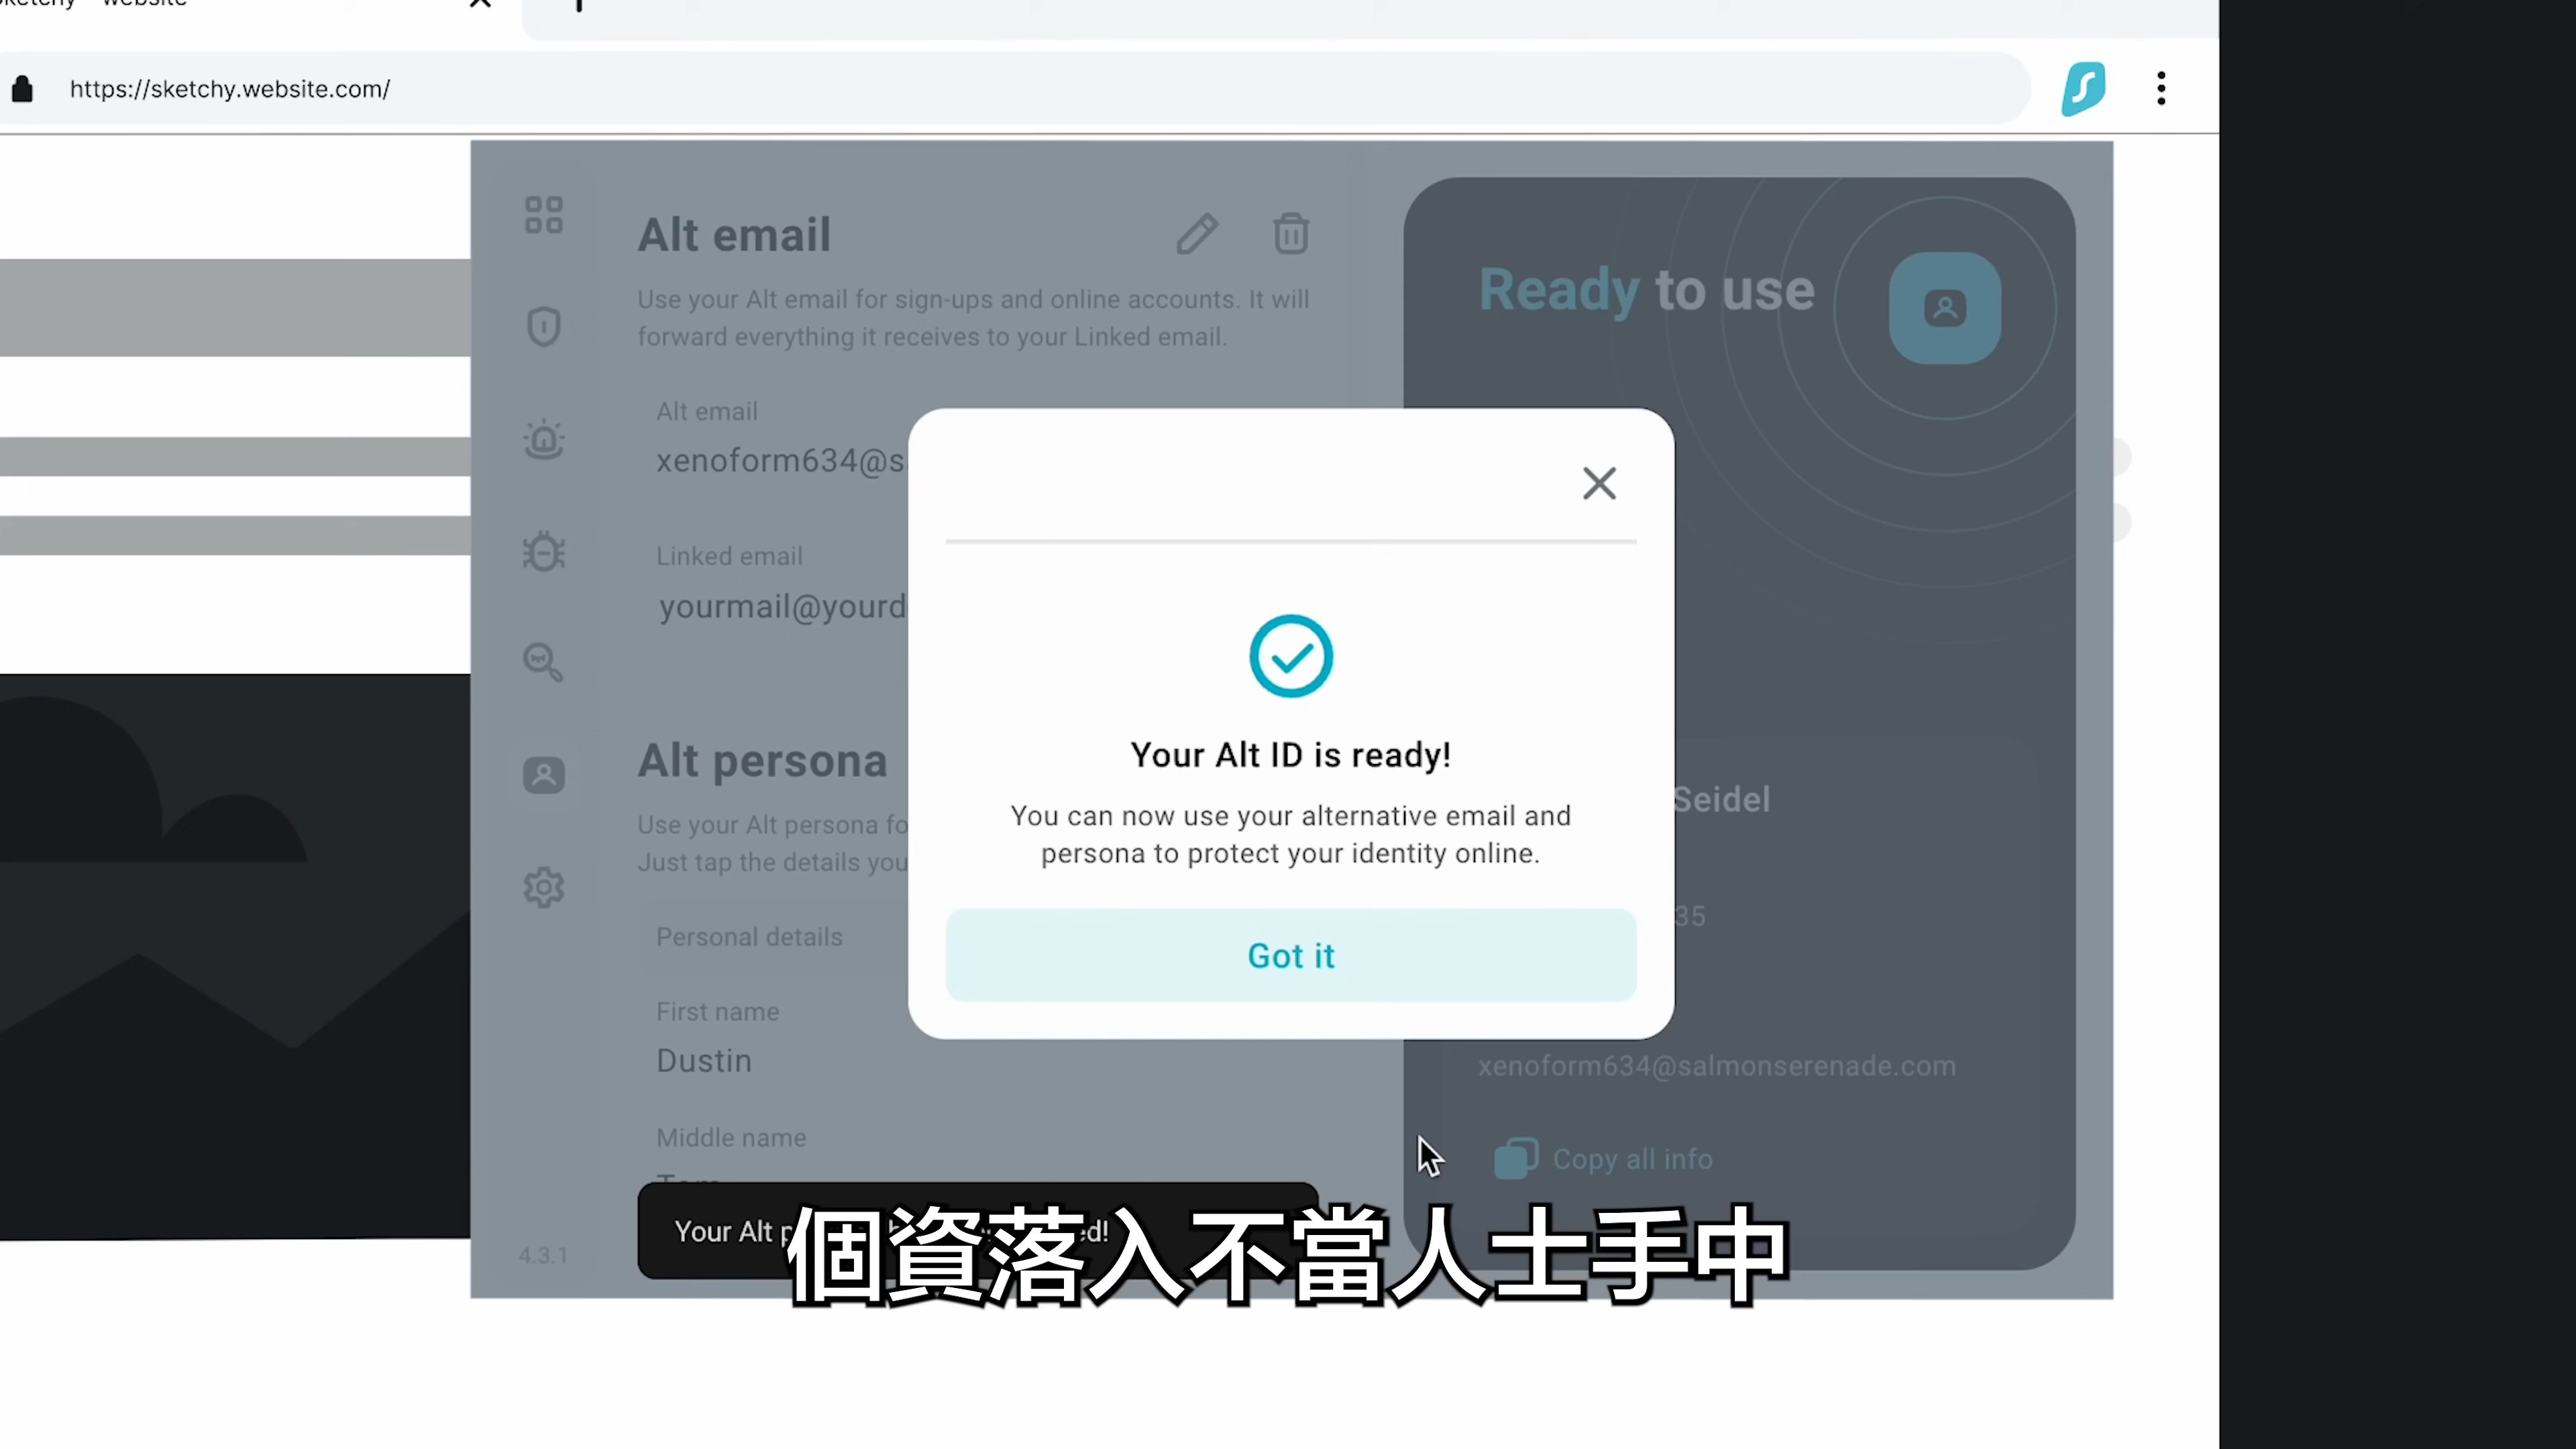 website
https://sketchy.website.com/
Alt email
Use your Alt email for sign-ups and online accounts. It will
forward everything it receives to your Linked email.
Alt email
xenoform634@s
Linked email
yourmail@yourd
Alt persona
Use your Alt persona fo
Just tap the details you
Personal details
First name
Dustin
Middle name
Your Alt
4.3.1
Ready to use
Seidel
35
xenoform634@salmonserenade.com
Copy all info
Your Alt ID is ready!
You can now use your alternative email and
persona to protect your identity online.
Got it
個資落入不當人士手中